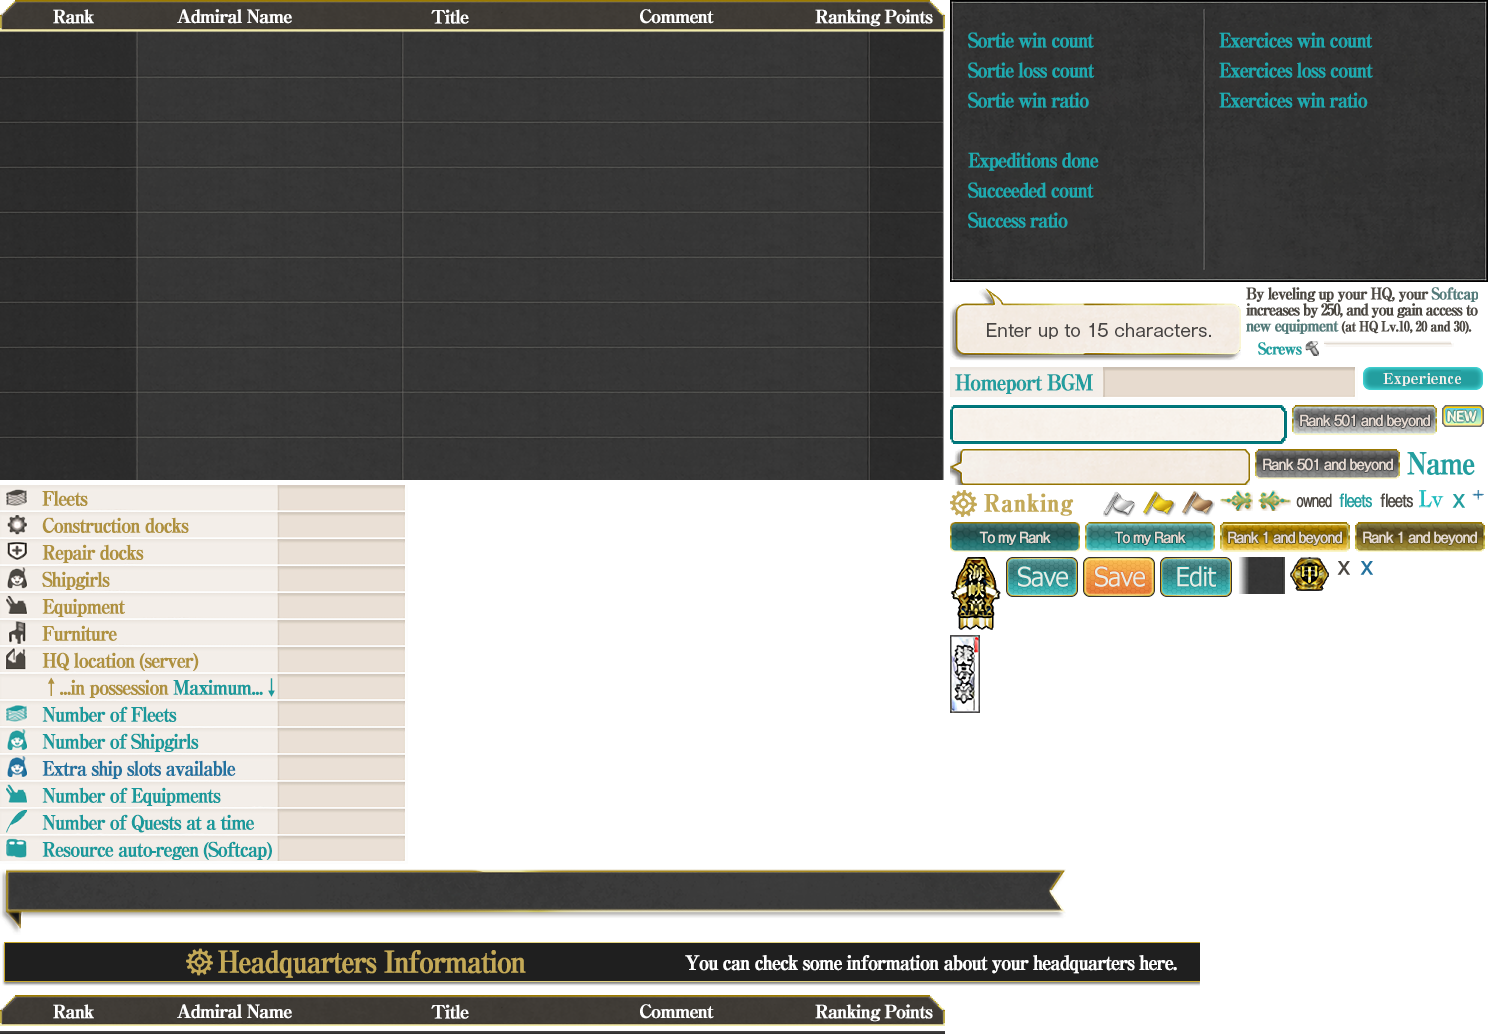 Rank Admiral Name Title Comment Ranking Points
Sortie win count Exercices win count
Sortie loss count Exercices loss count
Sortie win ratio Exercices win ratio
Expeditions done
Succeeded count
Success ratio
By leveling up your HQ, your Softcap
increases by 250, and you gain access to
new equipment (at HQ Lv.10, 20 and 30).
Enter up to 15 characters.
Screws
Homeport BGM
Experience
Rank 501 and beyond
NEW
Rank 501 and beyond
Name
Ranking
owned fleets fleets Lv x +
To my Rank To my Rank Rank 1 and beyond Rank 1 and beyond
Save Save Edit
x x
Fleets
Construction docks
Repair docks
Shipgirls
Equipment
Furniture
HQ location (server)
↑...in possession Maximum...↓
Number of Fleets
Number of Shipgirls
Extra ship slots available
Number of Equipments
Number of Quests at a time
Resource auto-regen (Softcap)
Headquarters Information
You can check some information about your headquarters here.
Rank Admiral Name Title Comment Ranking Points